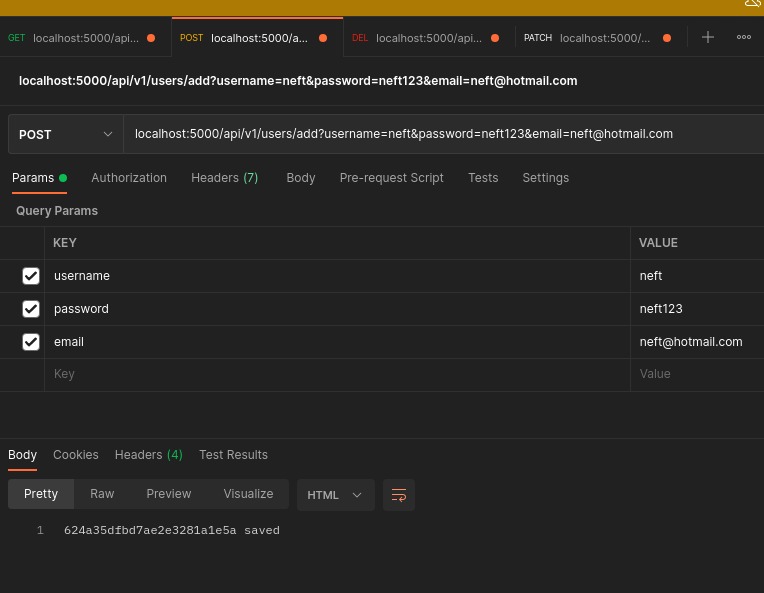 GET localhost:5000/api... POST localhost:5000/a... DEL localhost:5000/api... PATCH localhost:5000/...
localhost:5000/api/v1/users/add?username=neft&password=neft123&email=neft@hotmail.com
POST localhost:5000/api/v1/users/add?username=neft&password=neft123&email=neft@hotmail.com
Params Authorization Headers (7) Body Pre-request Script Tests Settings
Query Params
KEY VALUE
username neft
password neft123
email neft@hotmail.com
Key Value
Body Cookies Headers (4) Test Results
Pretty Raw Preview Visualize HTML
1 624a35dfbd7ae2e3281a1e5a saved